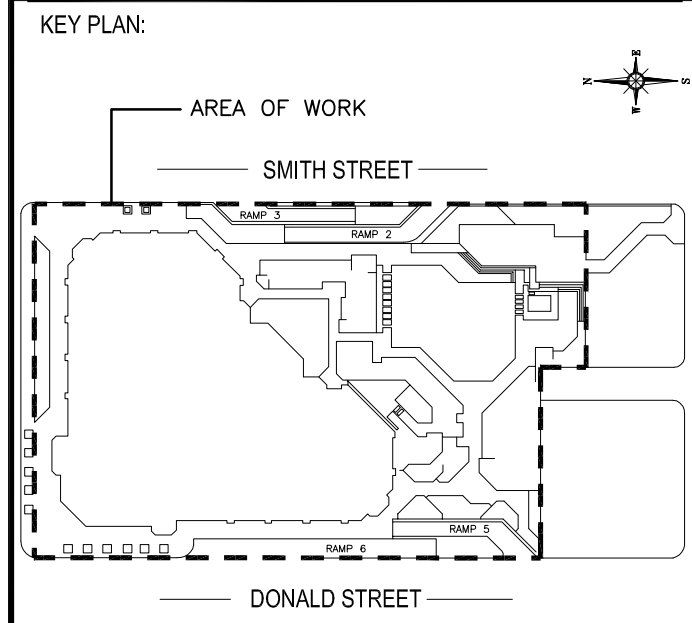 KEY PLAN:
E
N S
W
AREA OF WORK
SMITH STREET
RAMP 3
RAMP 2
RAMP 5
RAMP 6
DONALD STREET